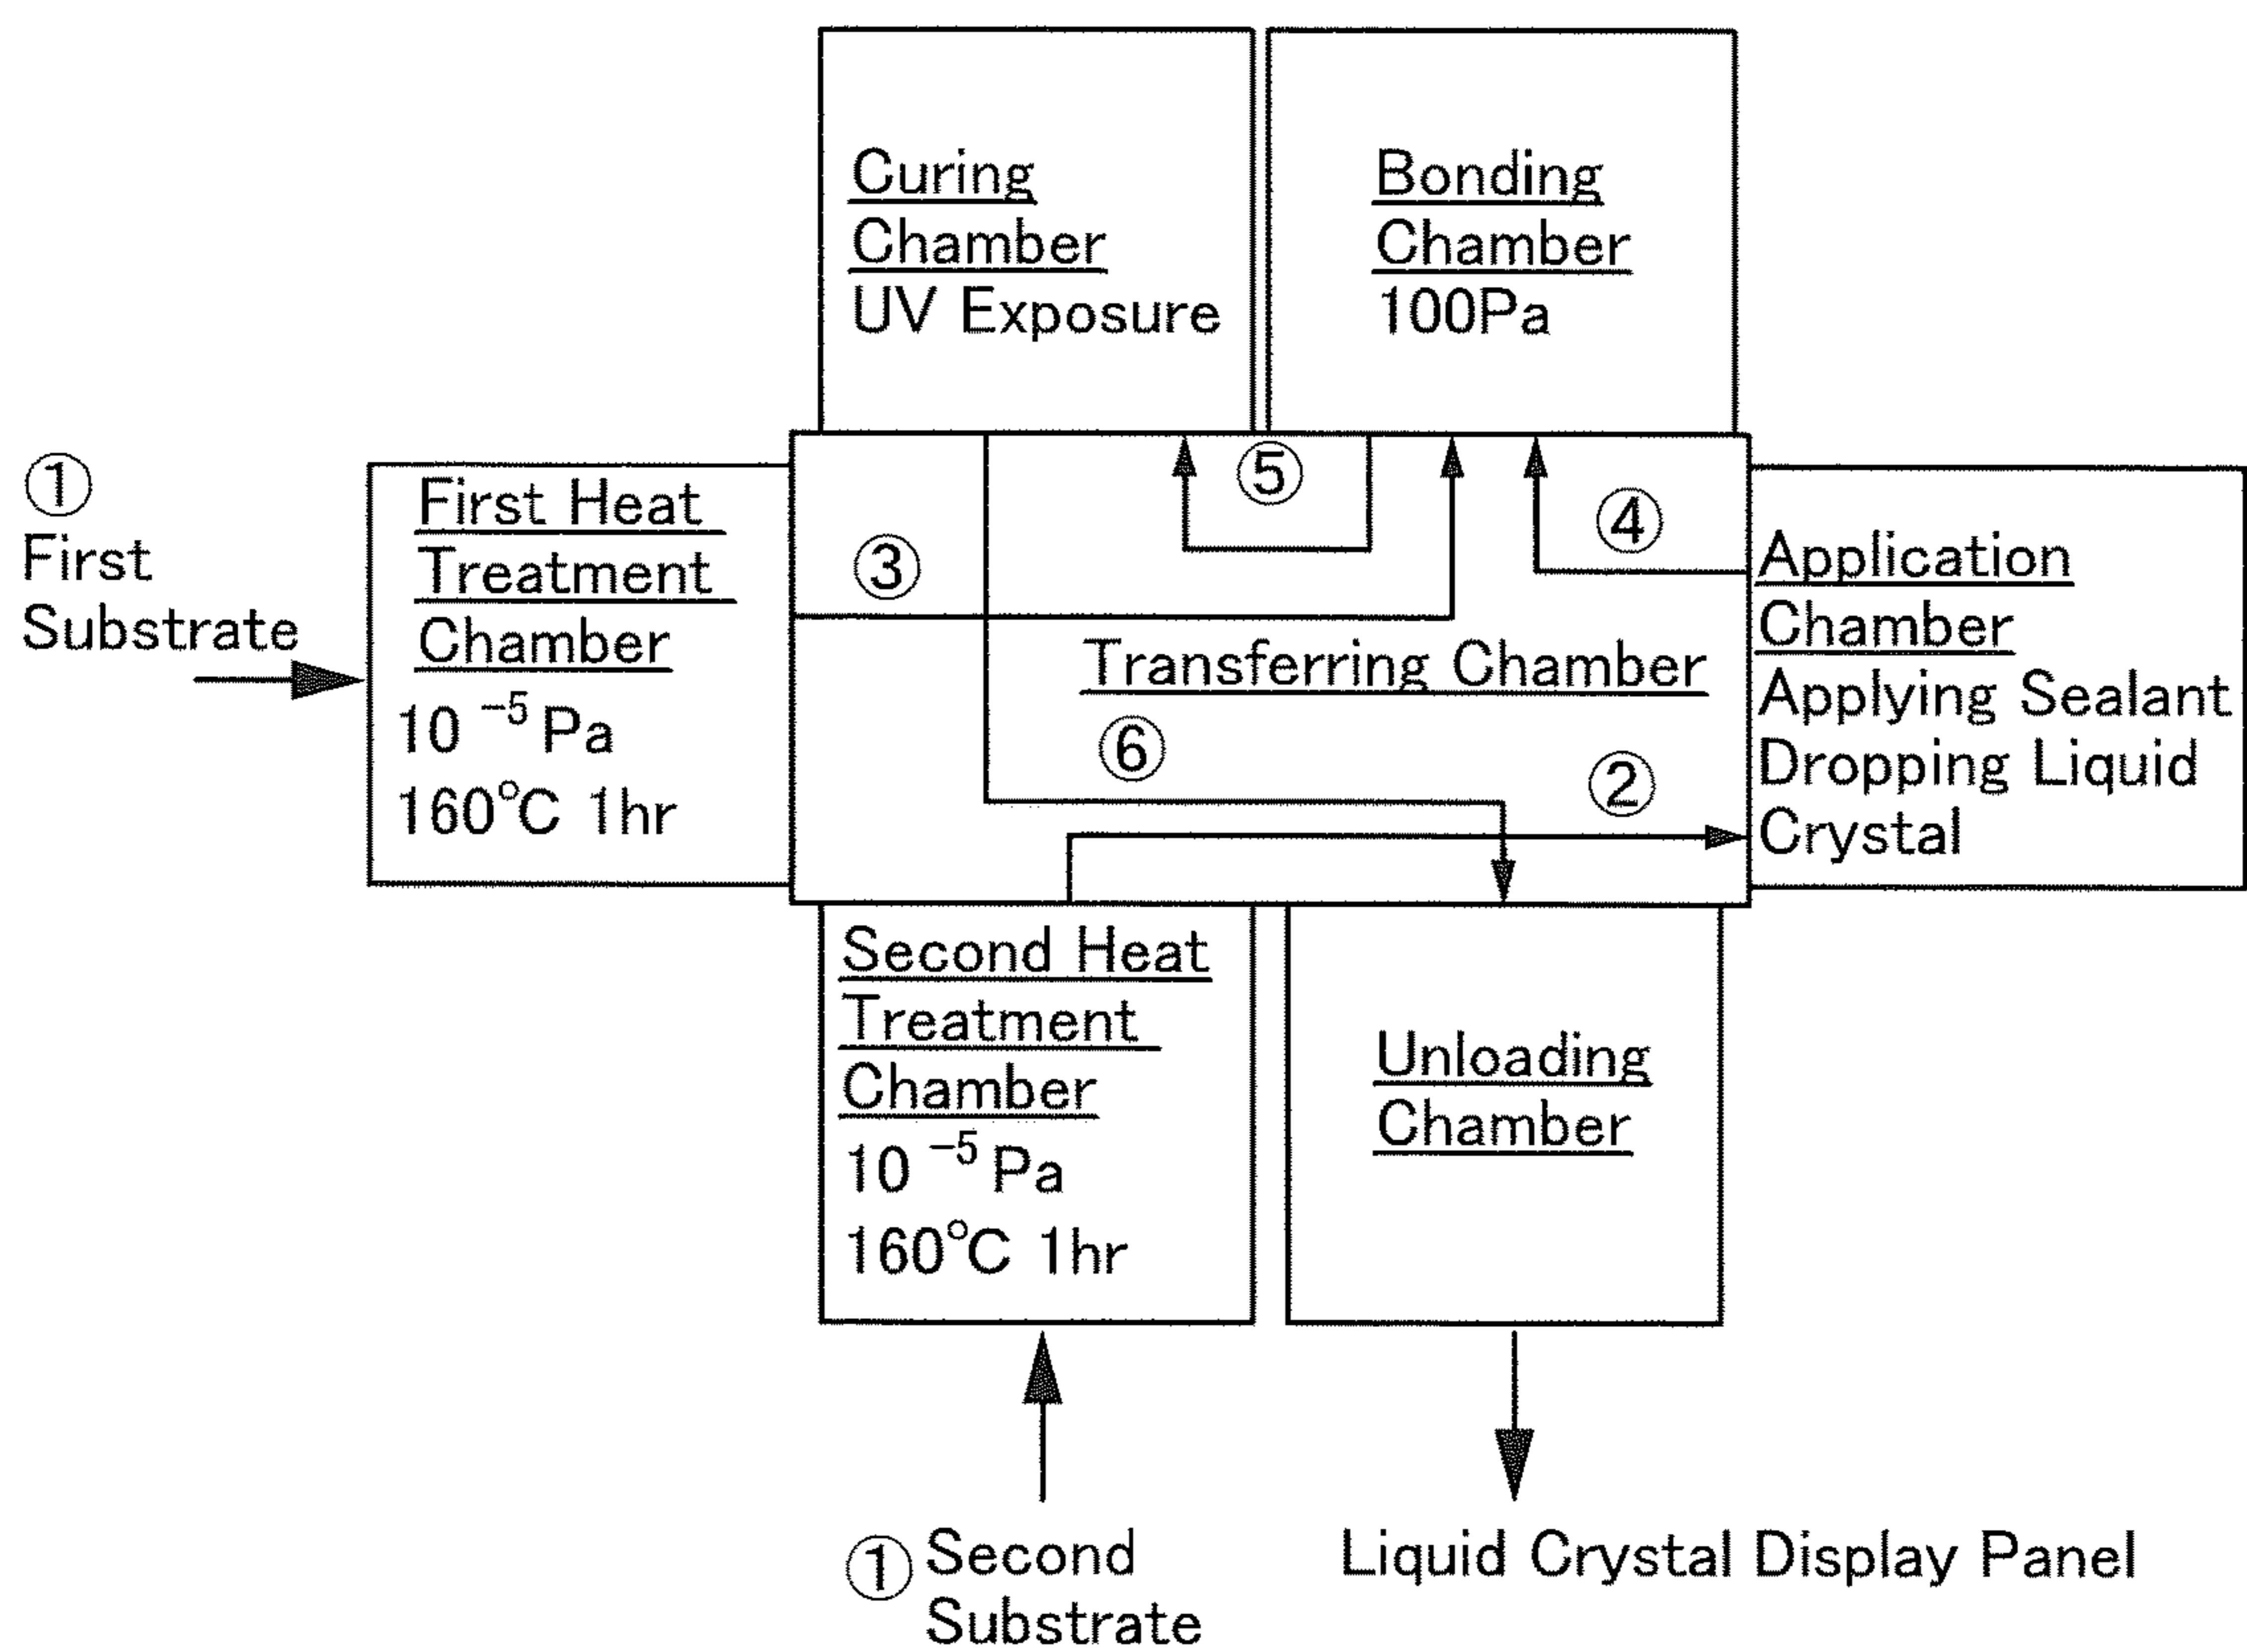 Curing
Chamber
UV Exposure
Bonding
Chamber
100Pa
①
First
Substrate
First Heat
Treatment
Chamber
10 ⁻⁵ Pa
160℃ 1hr
③
⑤
④
Transferring Chamber
⑥
②
Application
Chamber
Applying Sealant
Dropping Liquid
Crystal
Second Heat
Treatment
Chamber
10 ⁻⁵ Pa
160℃ 1hr
Unloading
Chamber
① Second
Substrate
Liquid Crystal Display Panel